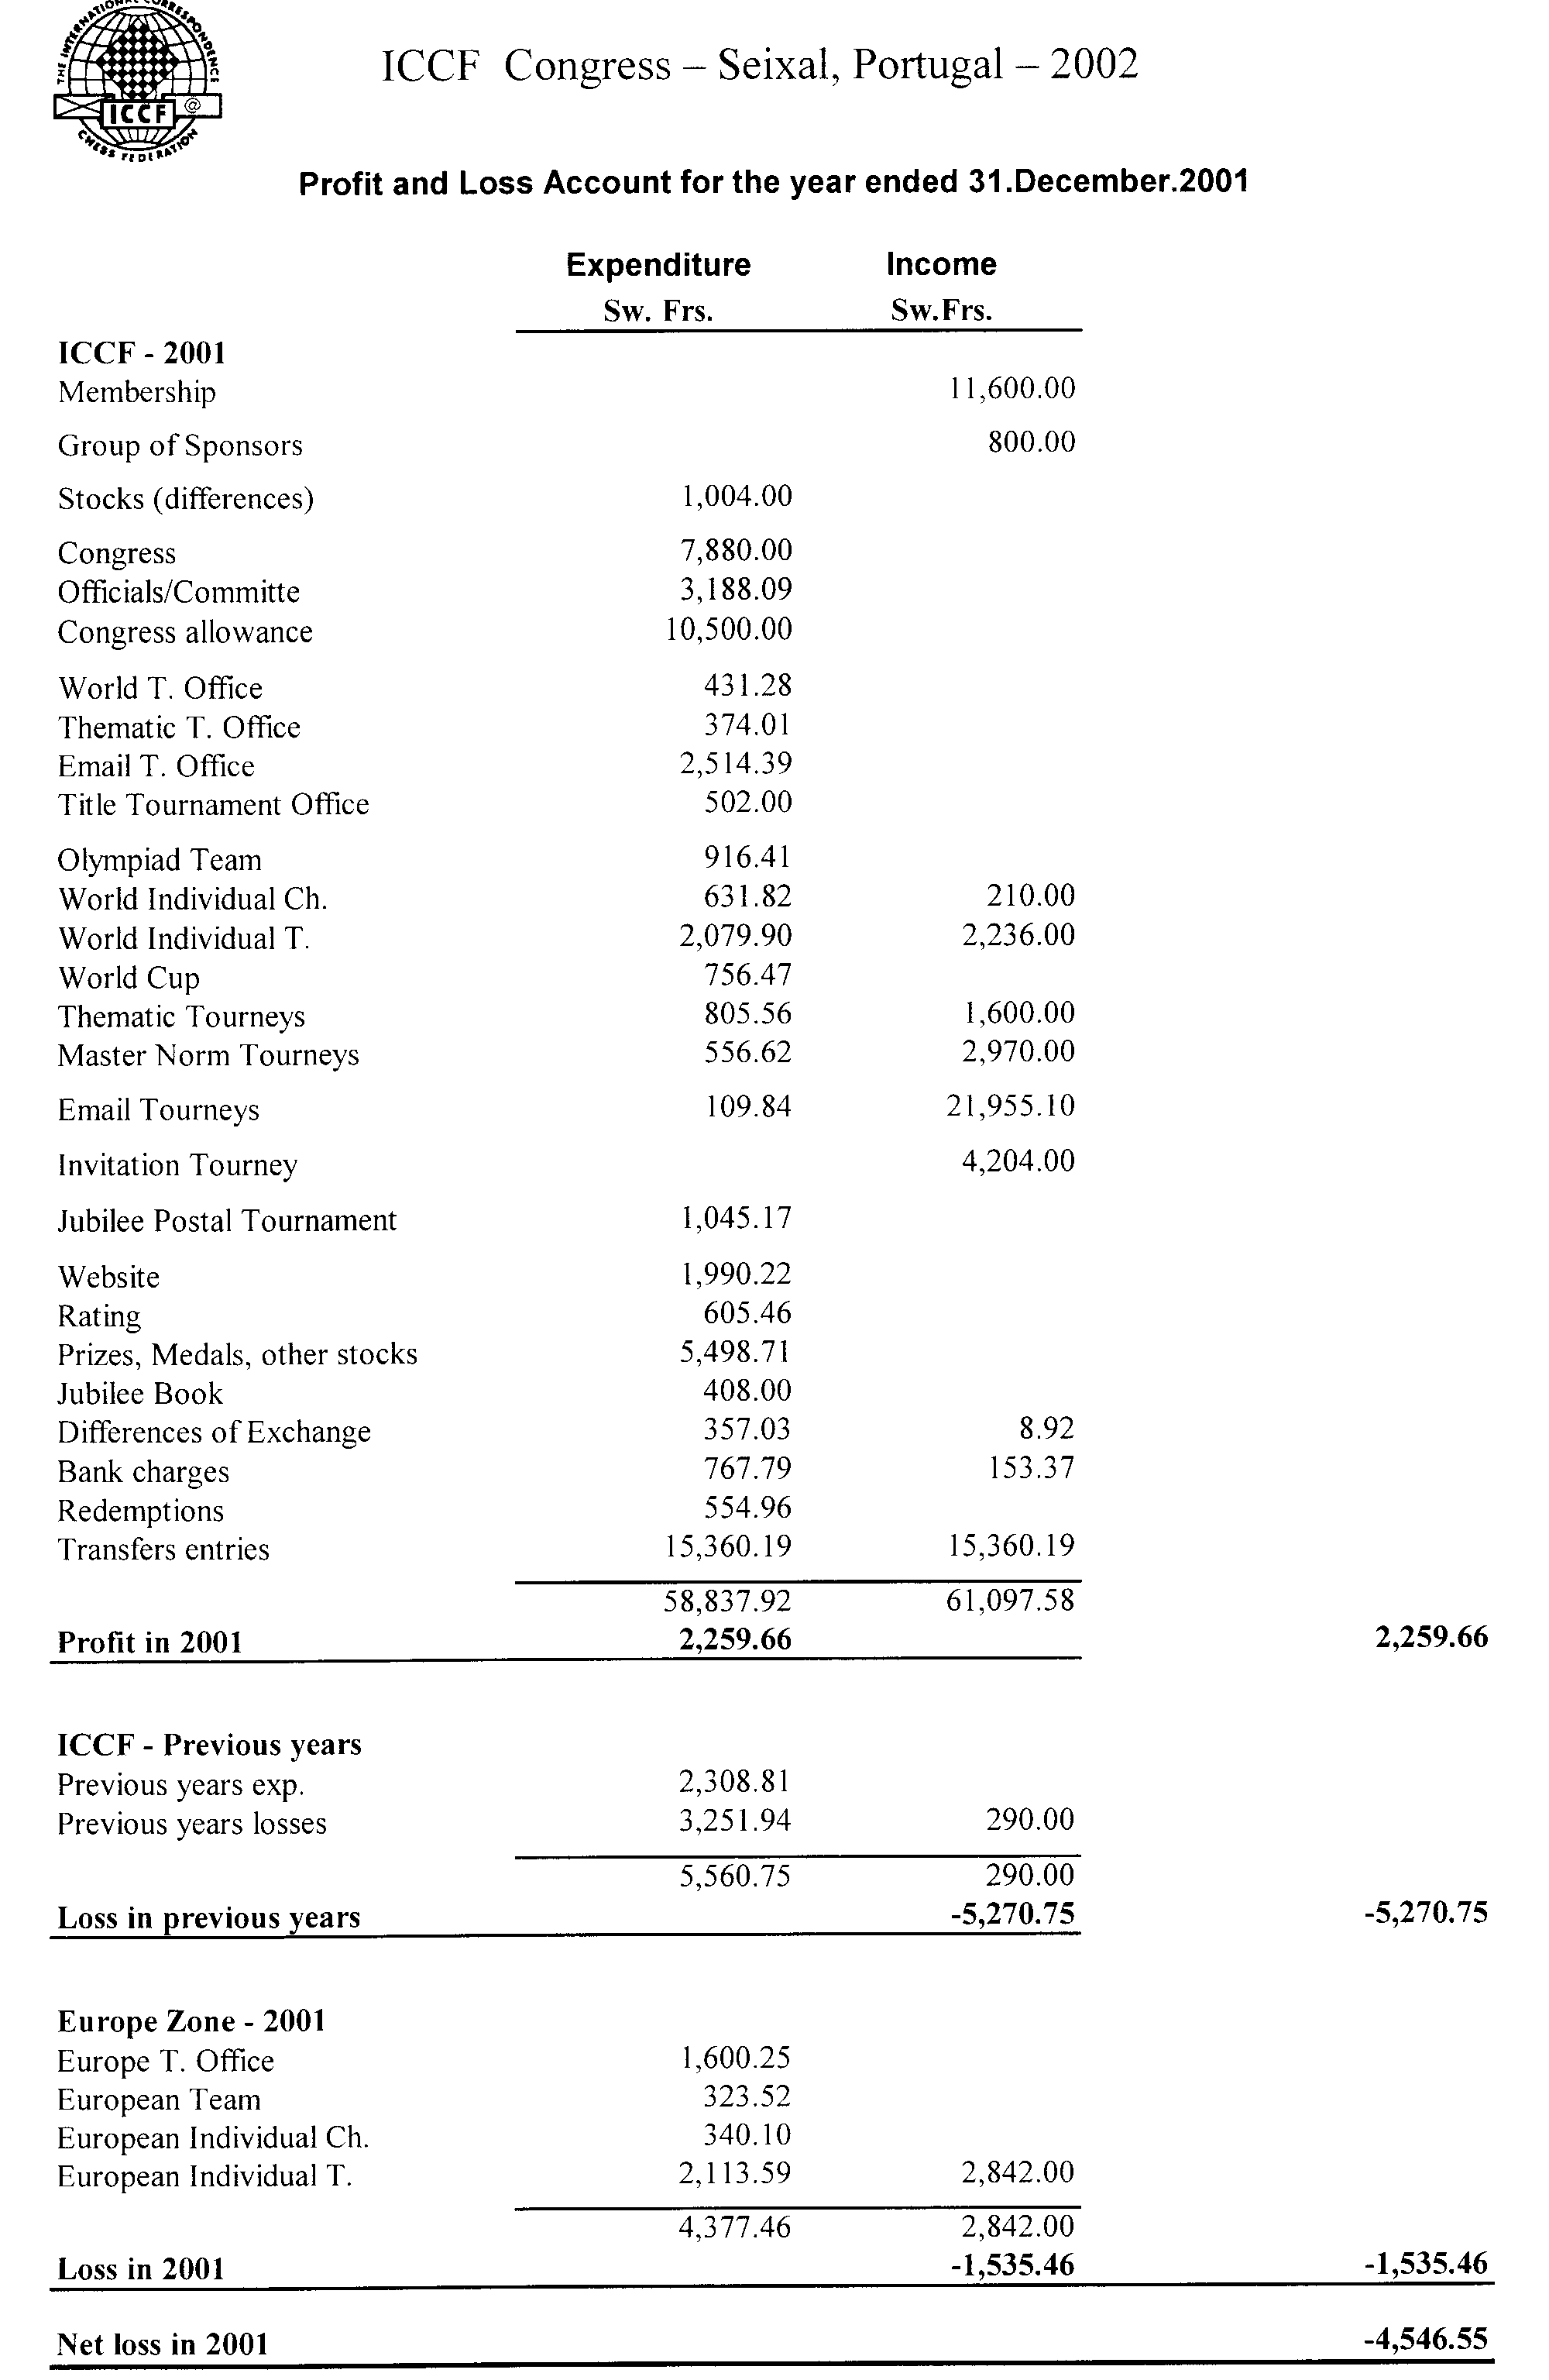 THE INTERNATIONAL CORRESPONDENCE
ICCF @
CHESS FEDERATION
ICCF Congress – Seixal, Portugal – 2002
Profit and Loss Account for the year ended 31.December.2001
Expenditure Income
Sw. Frs. Sw.Frs.
ICCF - 2001
Membership 11,600.00
Group of Sponsors 800.00
Stocks (differences) 1,004.00
Congress 7,880.00
Officials/Committe 3,188.09
Congress allowance 10,500.00
World T. Office 431.28
Thematic T. Office 374.01
Email T. Office 2,514.39
Title Tournament Office 502.00
Olympiad Team 916.41
World Individual Ch. 631.82 210.00
World Individual T. 2,079.90 2,236.00
World Cup 756.47
Thematic Tourneys 805.56 1,600.00
Master Norm Tourneys 556.62 2,970.00
Email Tourneys 109.84 21,955.10
Invitation Tourney 4,204.00
Jubilee Postal Tournament 1,045.17
Website 1,990.22
Rating 605.46
Prizes, Medals, other stocks 5,498.71
Jubilee Book 408.00
Differences of Exchange 357.03 8.92
Bank charges 767.79 153.37
Redemptions 554.96
Transfers entries 15,360.19 15,360.19
58,837.92 61,097.58
Profit in 2001 2,259.66 2,259.66
ICCF - Previous years
Previous years exp. 2,308.81
Previous years losses 3,251.94 290.00
5,560.75 290.00
Loss in previous years -5,270.75 -5,270.75
Europe Zone - 2001
Europe T. Office 1,600.25
European Team 323.52
European Individual Ch. 340.10
European Individual T. 2,113.59 2,842.00
4,377.46 2,842.00
Loss in 2001 -1,535.46 -1,535.46
Net loss in 2001 -4,546.55